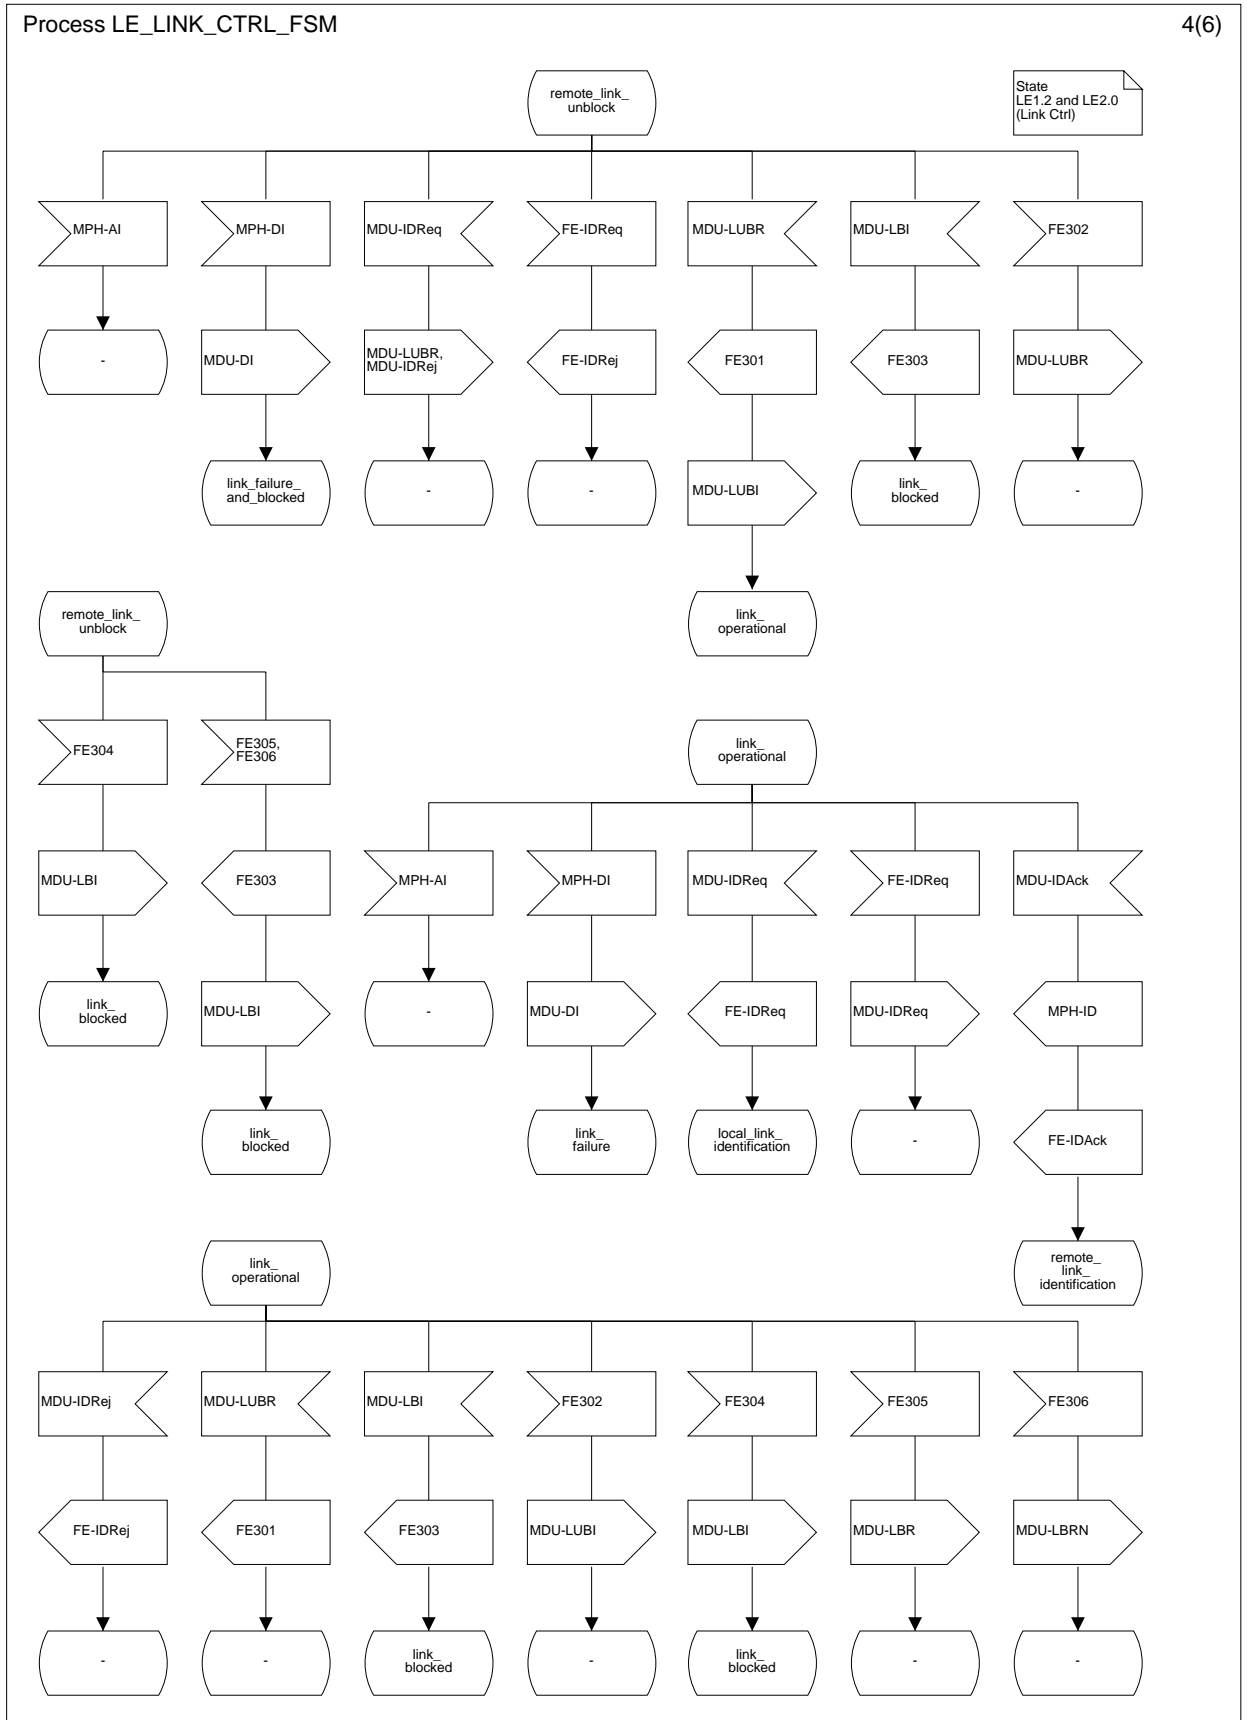 Process LE_LINK_CTRL_FSM
4(6)
remote_link_
unblock
State
LE1.2 and LE2.0
(Link Ctrl)
MPH-AI
MPH-DI
MDU-IDReq
FE-IDReq
MDU-LUBR
MDU-LBI
FE302
-
MDU-DI
MDU-LUBR,
MDU-IDRej
FE-IDRej
FE301
FE303
MDU-LUBR
link_failure_
and_blocked
-
-
MDU-LUBI
link_
blocked
-
link_
operational
remote_link_
unblock
FE304
FE305,
FE306
MDU-LBI
FE303
link_
blocked
MDU-LBI
link_
blocked
link_
operational
MPH-AI
MPH-DI
MDU-IDReq
FE-IDReq
MDU-IDAck
-
MDU-DI
FE-IDReq
MDU-IDReq
MPH-ID
link_
failure
local_link_
identification
-
FE-IDAck
remote_
link_
identification
link_
operational
MDU-IDRej
MDU-LUBR
MDU-LBI
FE302
FE304
FE305
FE306
FE-IDRej
FE301
FE303
MDU-LUBI
MDU-LBI
MDU-LBR
MDU-LBRN
-
-
link_
blocked
-
link_
blocked
-
-